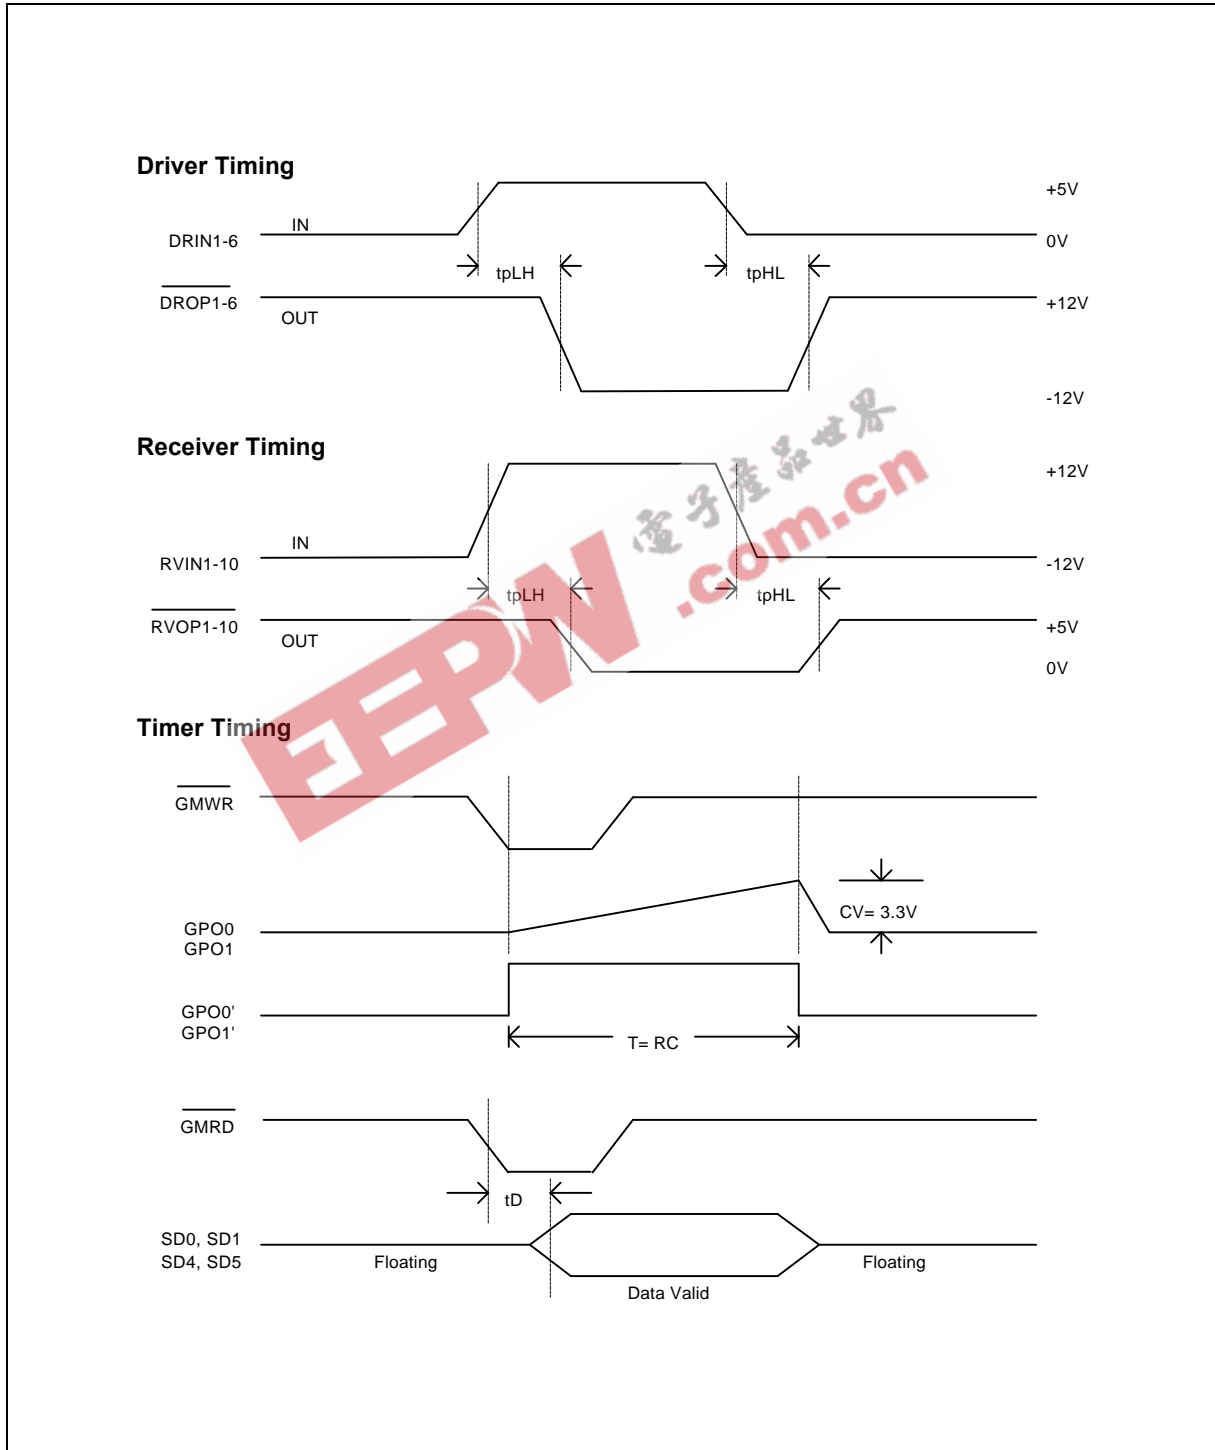 Driver Timing
+5V
IN
DRIN1-6
0V
tpLH
tpHL
DROP1-6
+12V
OUT
-12V
Receiver Timing
+12V
電子產品世界
.com.cn
IN
RVIN1-10
-12V
tpLH
tpHL
RVOP1-10
+5V
OUT
0V
EEPW
Timer Timing
GMWR
CV= 3.3V
GPO0
GPO1
GPO0'
GPO1'
T= RC
GMRD
tD
SD0, SD1
SD4, SD5
Floating
Floating
Data Valid